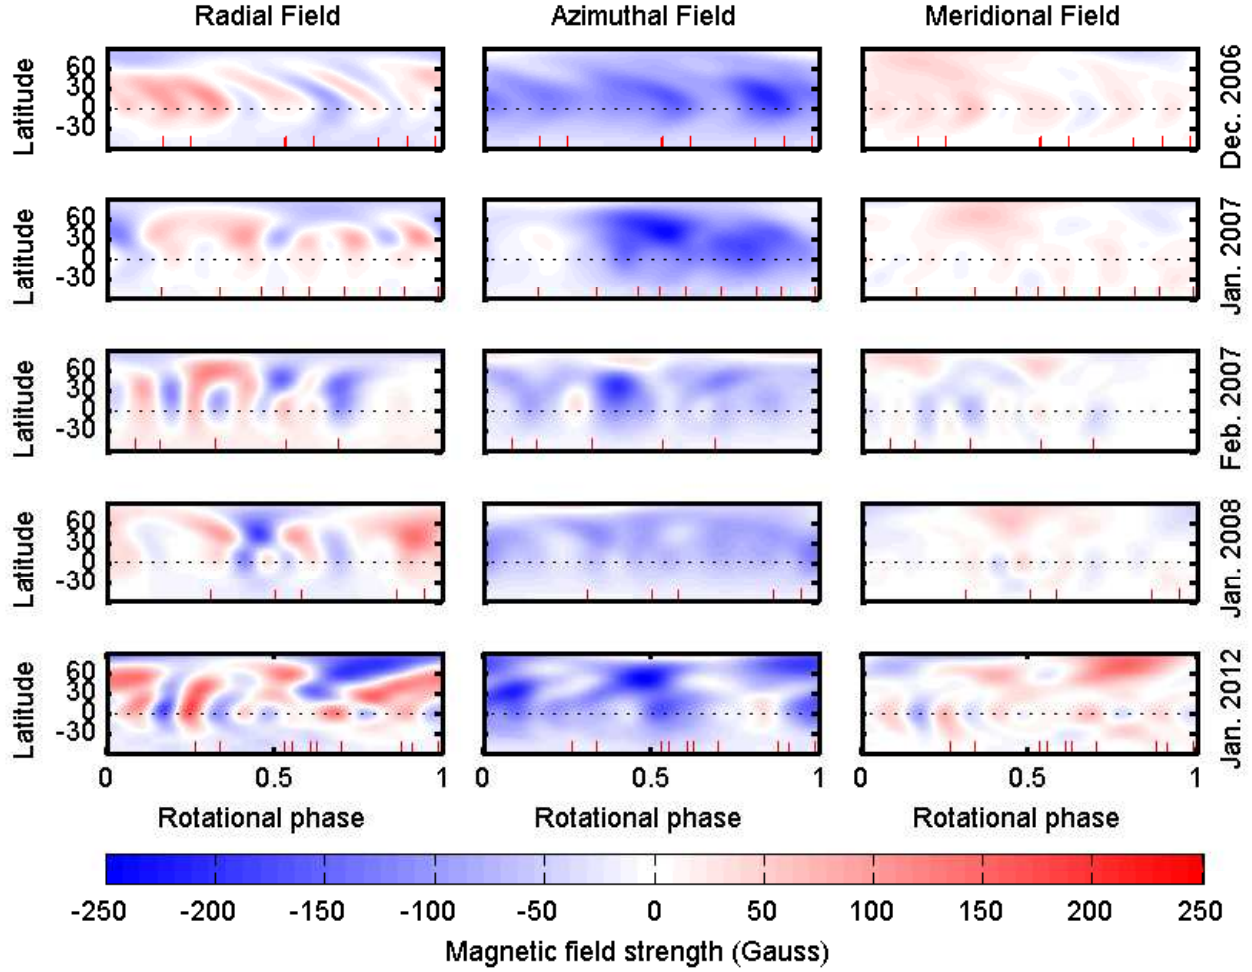 Radial Field Azimuthal Field Meridional Field
Latitude 60 30 0 -30 Dec. 2006
Latitude 60 30 0 -30 Jan. 2007
Latitude 60 30 0 -30 Feb. 2007
Latitude 60 30 0 -30 Jan. 2008
Latitude 60 30 0 -30 Jan. 2012
0 0.5 1 0 0.5 1 0 0.5 1
Rotational phase Rotational phase Rotational phase
-250 -200 -150 -100 -50 0 50 100 150 200 250
Magnetic field strength (Gauss)